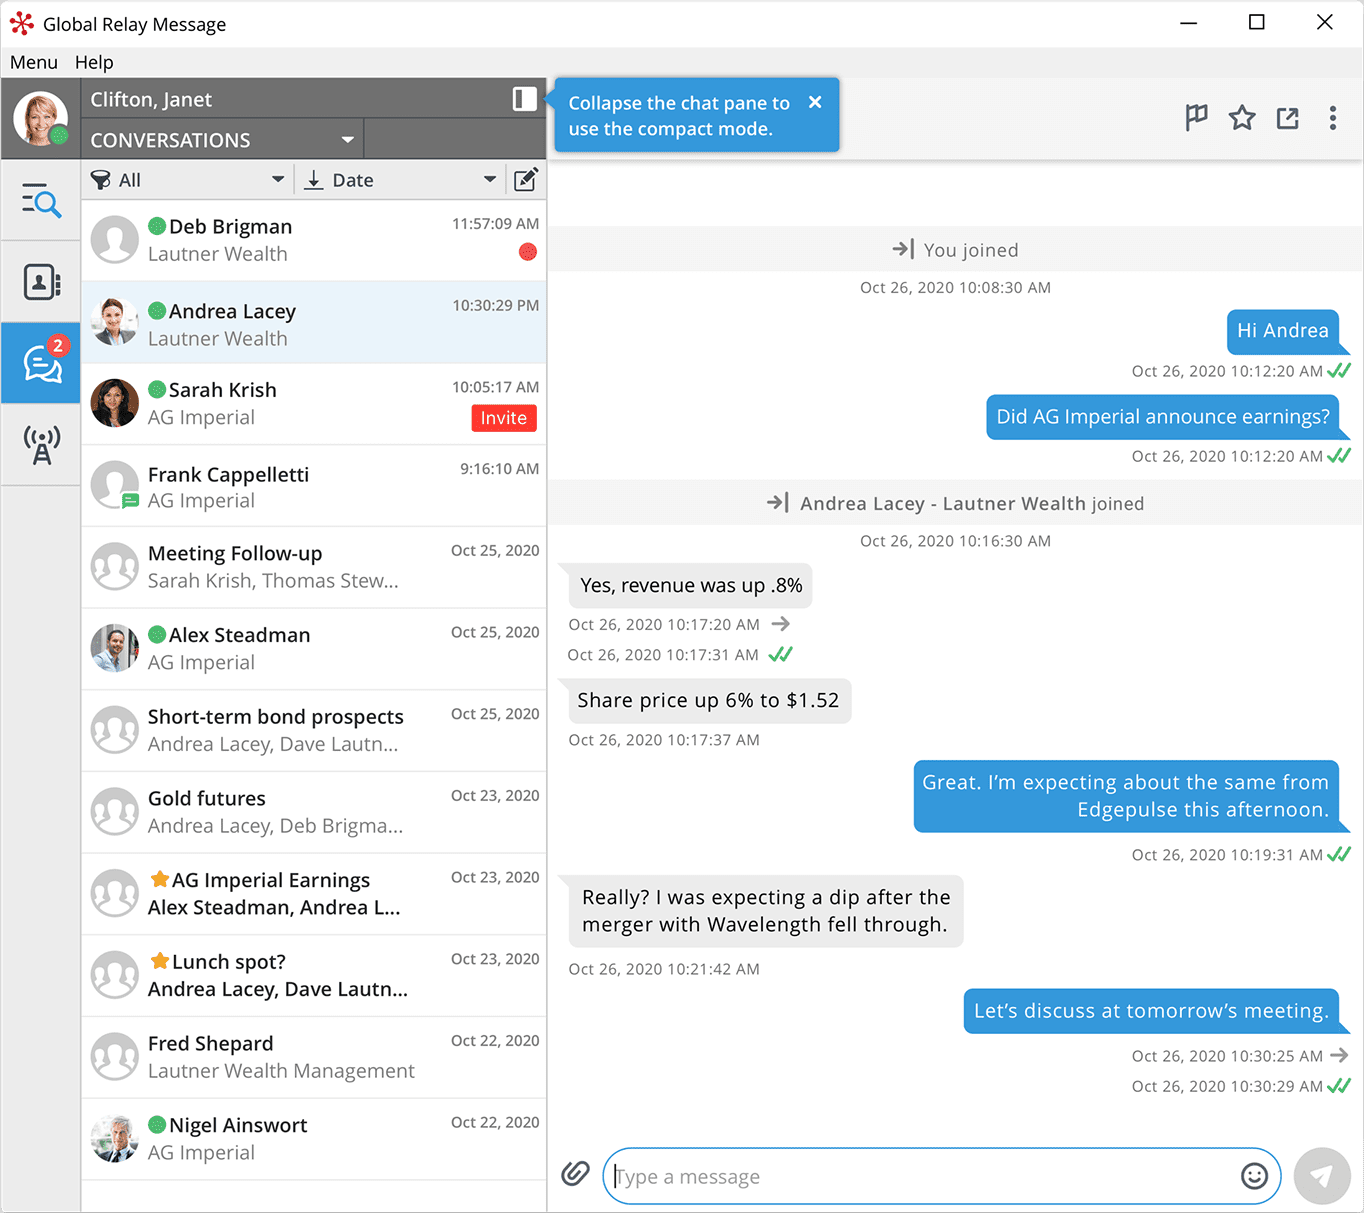 Global Relay Message
Menu Help
Clifton, Janet
CONVERSATIONS
All
Date
Deb Brigman
11:57:09 AM
Lautner Wealth
Andrea Lacey
10:30:29 PM
Lautner Wealth
2
Sarah Krish
10:05:17 AM
AG Imperial
Invite
Frank Cappelletti
9:16:10 AM
AG Imperial
Meeting Follow-up
Oct 25, 2020
Sarah Krish, Thomas Stew...
Alex Steadman
Oct 25, 2020
AG Imperial
Short-term bond prospects
Oct 25, 2020
Andrea Lacey, Dave Lautn...
Gold futures
Oct 23, 2020
Andrea Lacey, Deb Brigma...
AG Imperial Earnings
Oct 23, 2020
Alex Steadman, Andrea L...
Lunch spot?
Oct 23, 2020
Andrea Lacey, Dave Lautn...
Fred Shepard
Oct 22, 2020
Lautner Wealth Management
Nigel Ainswort
Oct 22, 2020
AG Imperial
Collapse the chat pane to
use the compact mode.
You joined
Oct 26, 2020 10:08:30 AM
Hi Andrea
Oct 26, 2020 10:12:20 AM
Did AG Imperial announce earnings?
Oct 26, 2020 10:12:20 AM
Andrea Lacey - Lautner Wealth joined
Oct 26, 2020 10:16:30 AM
Yes, revenue was up .8%
Oct 26, 2020 10:17:20 AM
Oct 26, 2020 10:17:31 AM
Share price up 6% to $1.52
Oct 26, 2020 10:17:37 AM
Great. I’m expecting about the same from
Edgepulse this afternoon.
Oct 26, 2020 10:19:31 AM
Really? I was expecting a dip after the
merger with Wavelength fell through.
Oct 26, 2020 10:21:42 AM
Let’s discuss at tomorrow’s meeting.
Oct 26, 2020 10:30:25 AM
Oct 26, 2020 10:30:29 AM
Type a message